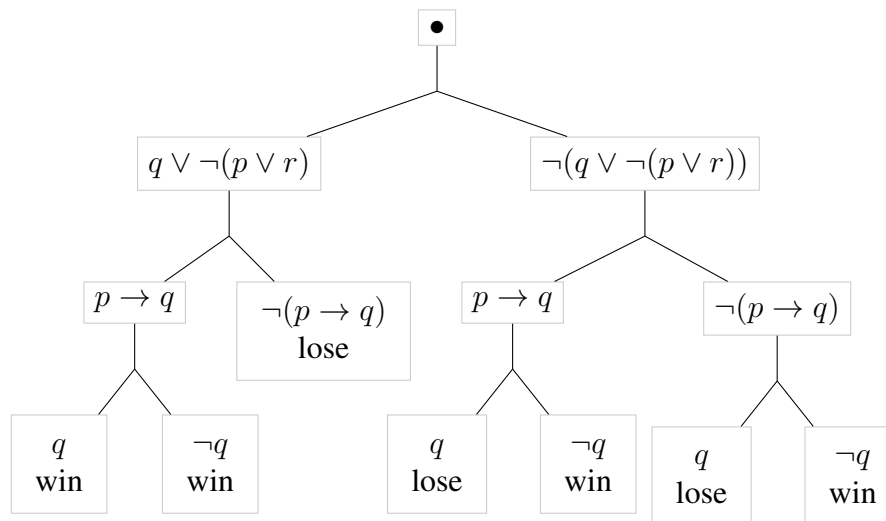 •
q ∨ ¬(p ∨ r)
¬(q ∨ ¬(p ∨ r))
p → q
¬(p → q)
lose
p → q
¬(p → q)
q
win
¬q
win
q
lose
¬q
win
q
lose
¬q
win